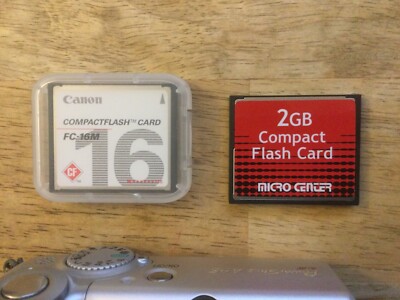 Canon
COMPACTFLASH™ CARD
FC-16M
16
CF
2GB
Compact
Flash Card
MICRO CENTER